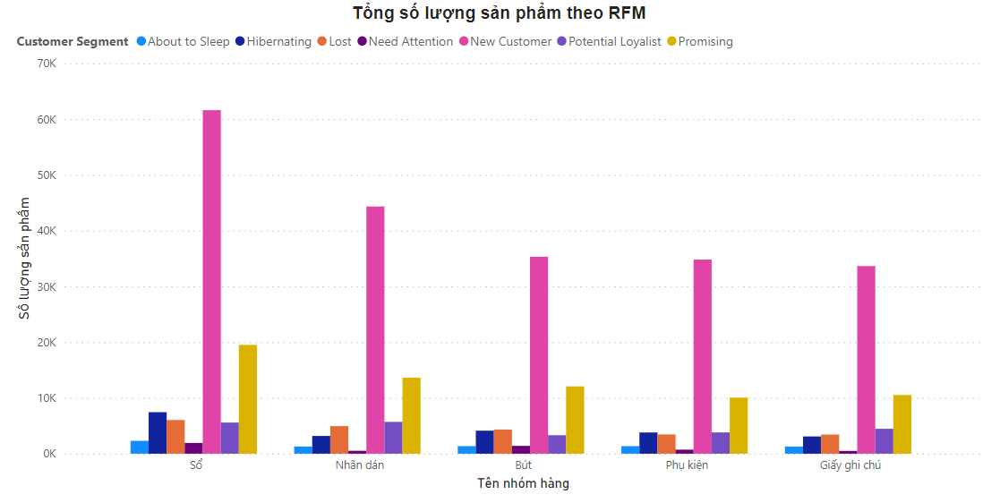 Tổng số lượng sản phẩm theo RFM
Customer Segment About to Sleep Hibernating Lost Need Attention New Customer Potential Loyalist Promising
70K
60K
50K
40K
30K
20K
10K
0K
Số lượng sản phẩm
Sổ Nhãn dán Bút Phụ kiện Giấy ghi chú
Tên nhóm hàng